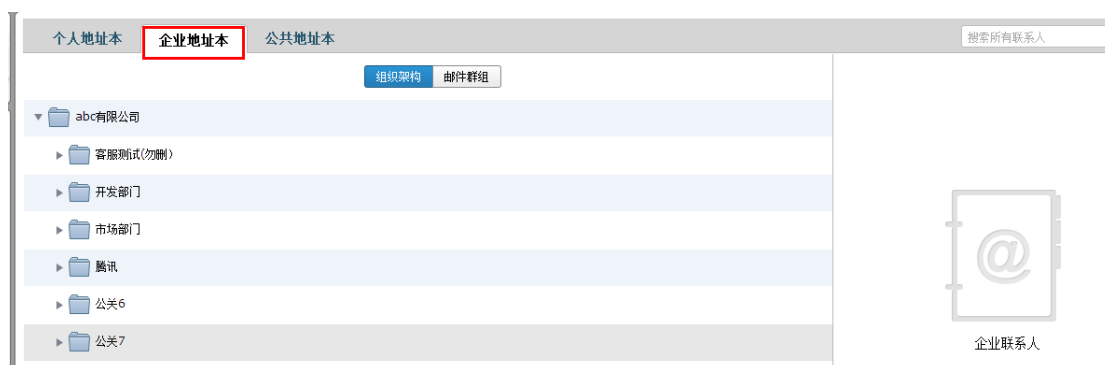 个人地址本 企业地址本 公共地址本 搜索所有联系人
组织架构 邮件群组
abc有限公司
客服测试(勿删)
开发部门
市场部门
腾讯
公关6
公关7
@
企业联系人